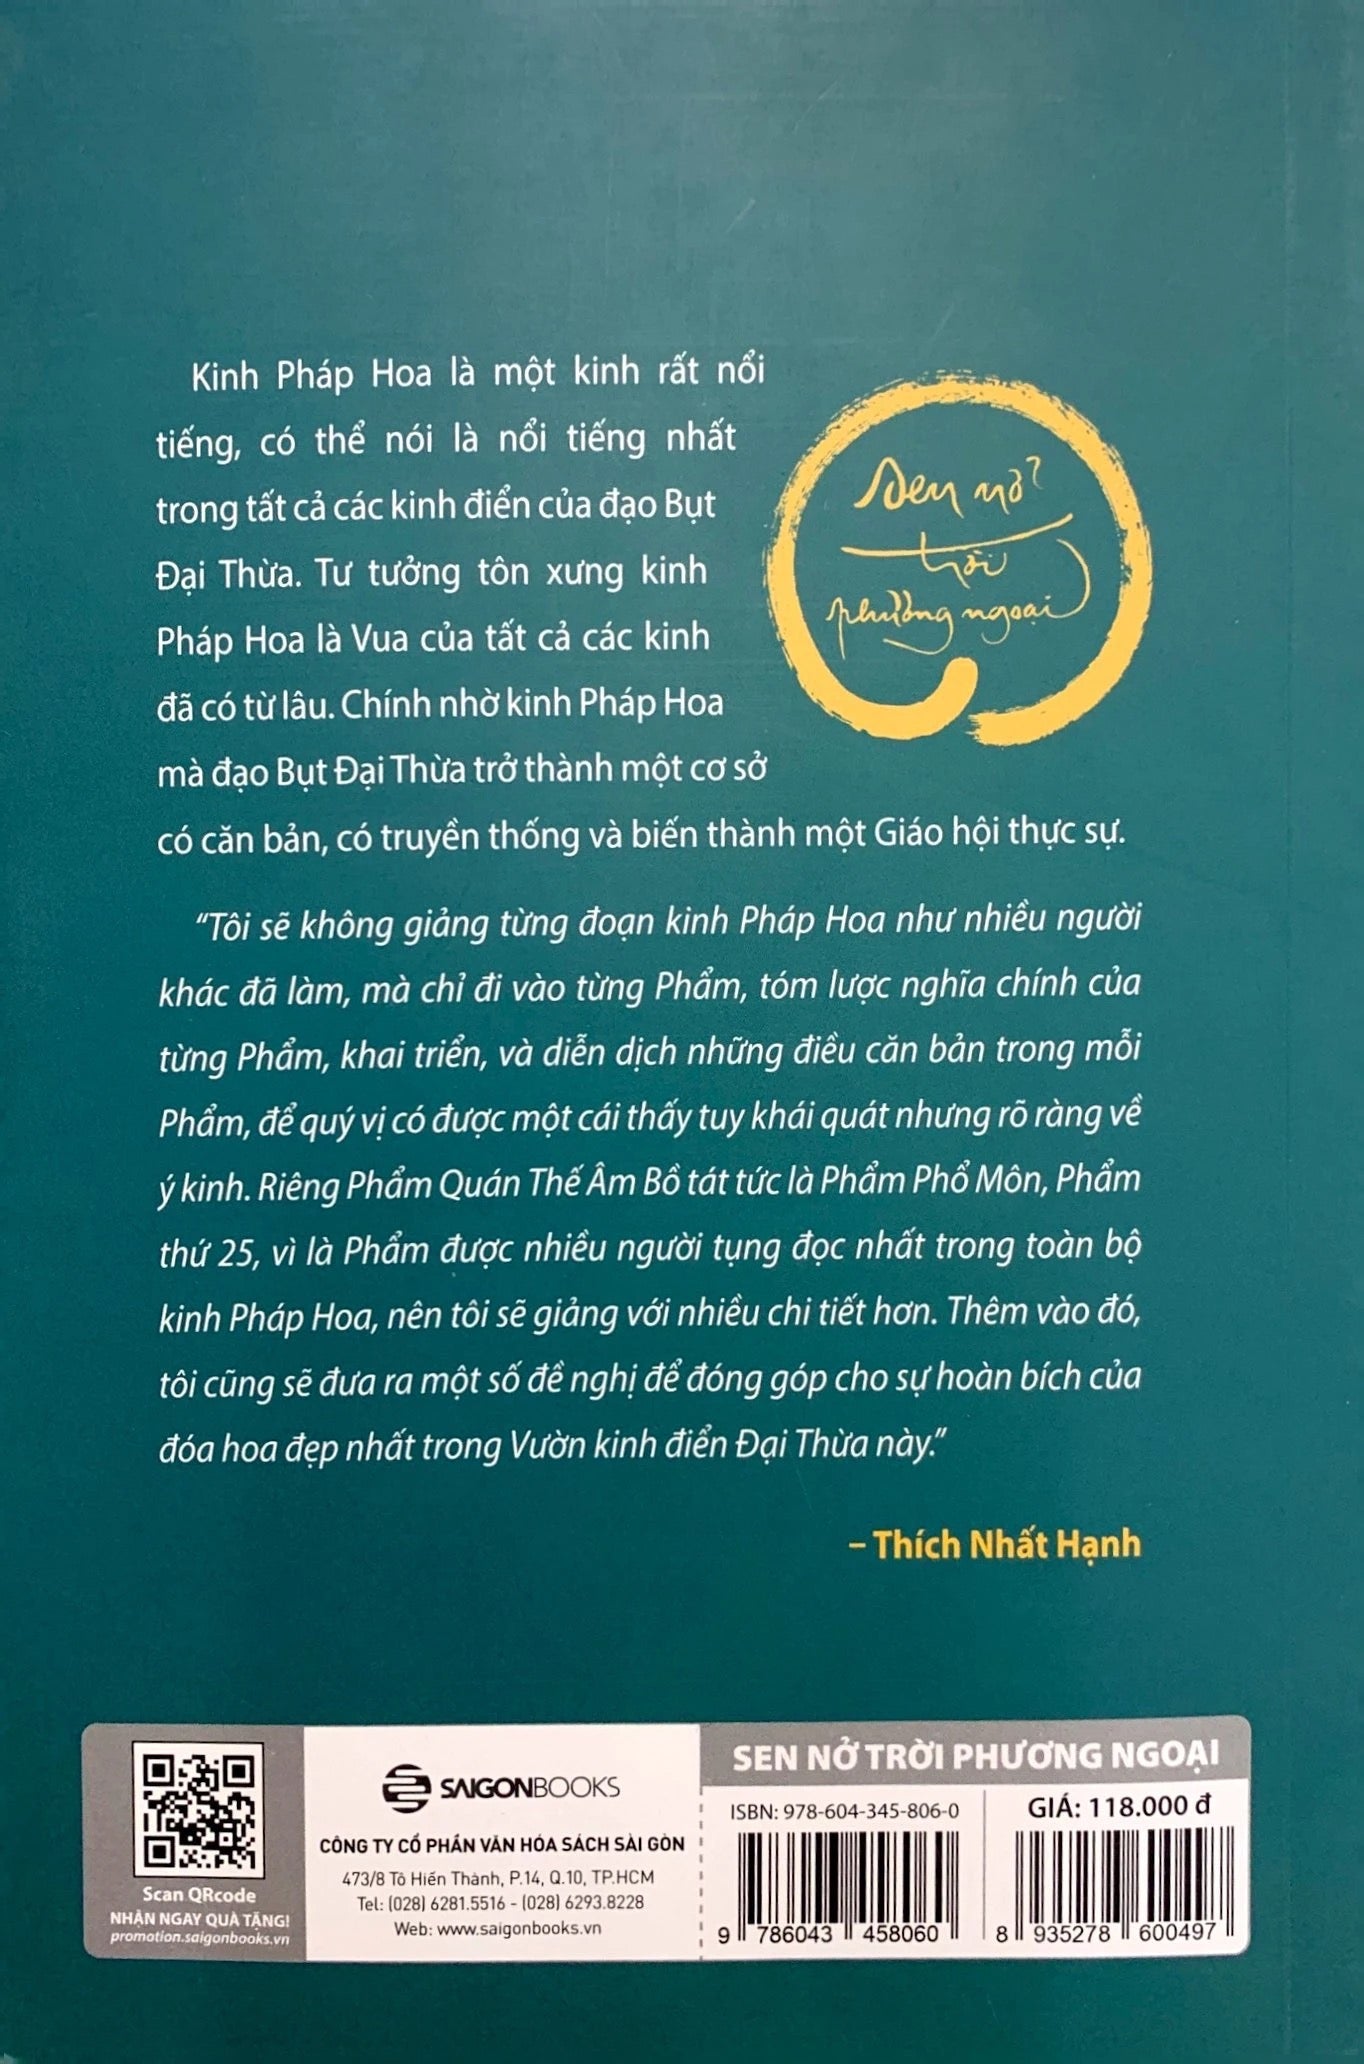 Kinh Pháp Hoa là một kinh rất nổi
tiếng, có thể nói là nổi tiếng nhất
trong tất cả các kinh điển của đạo Bụt
Đại Thừa. Tư tưởng tôn xưng kinh
Pháp Hoa là Vua của tất cả các kinh
đã có từ lâu. Chính nhờ kinh Pháp Hoa
mà đạo Bụt Đại Thừa trở thành một cơ sở
có căn bản, có truyền thống và biến thành một Giáo hội thực sự.
sen nở
trời
phương ngoại
“Tôi sẽ không giảng từng đoạn kinh Pháp Hoa như nhiều người
khác đã làm, mà chỉ đi vào từng Phẩm, tóm lược nghĩa chính của
từng Phẩm, khai triển, và diễn dịch những điều căn bản trong mỗi
Phẩm, để quý vị có được một cái thấy tuy khái quát nhưng rõ ràng về
ý kinh. Riêng Phẩm Quán Thế Âm Bồ tát tức là Phẩm Phổ Môn, Phẩm
thứ 25, vì là Phẩm được nhiều người tụng đọc nhất trong toàn bộ
kinh Pháp Hoa, nên tôi sẽ giảng với nhiều chi tiết hơn. Thêm vào đó,
tôi cũng sẽ đưa ra một số đề nghị để đóng góp cho sự hoàn bích của
đóa hoa đẹp nhất trong Vườn kinh điển Đại Thừa này.”
– Thích Nhất Hạnh
Scan QRcode
NHẬN NGAY QUÀ TẶNG!
promotion.saigonbooks.vn
SAIGONBOOKS
CÔNG TY CỔ PHẦN VĂN HÓA SÁCH SÀI GÒN
473/8 Tô Hiến Thành, P.14, Q.10, TP.HCM
Tel: (028) 6281.5516 - (028) 6293.8228
Web: www.saigonbooks.vn
SEN NỞ TRỜI PHƯƠNG NGOẠI
ISBN: 978-604-345-806-0
9 786043 458060
GIÁ: 118.000 đ
8 935278 600497